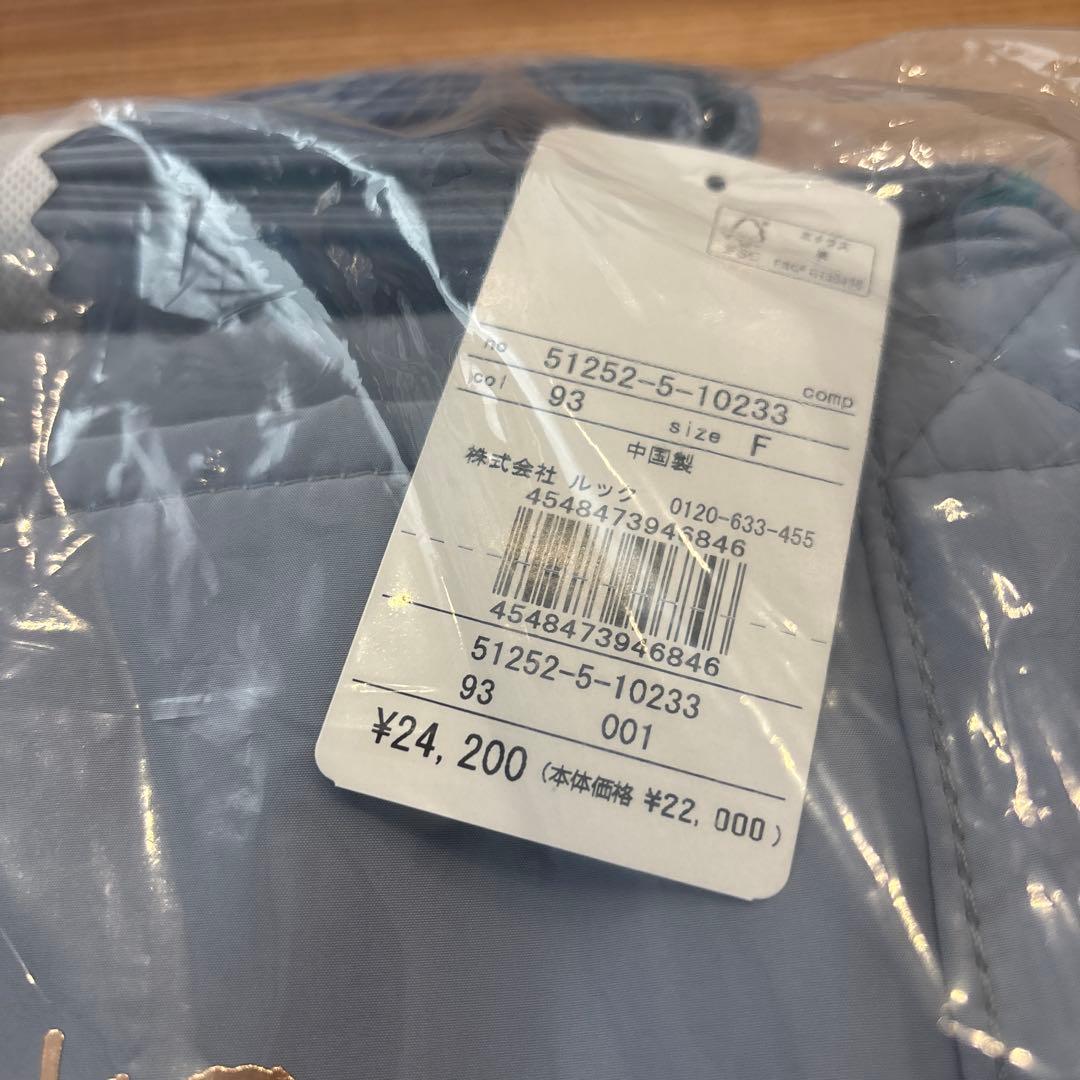 no 51252-5-10233 comp
col 93 size F
中国製
株式会社 ルック 0120-633-455
4548473946846
4548473946846
51252-5-10233
93 001
¥24,200 (本体価格 ¥22,000)